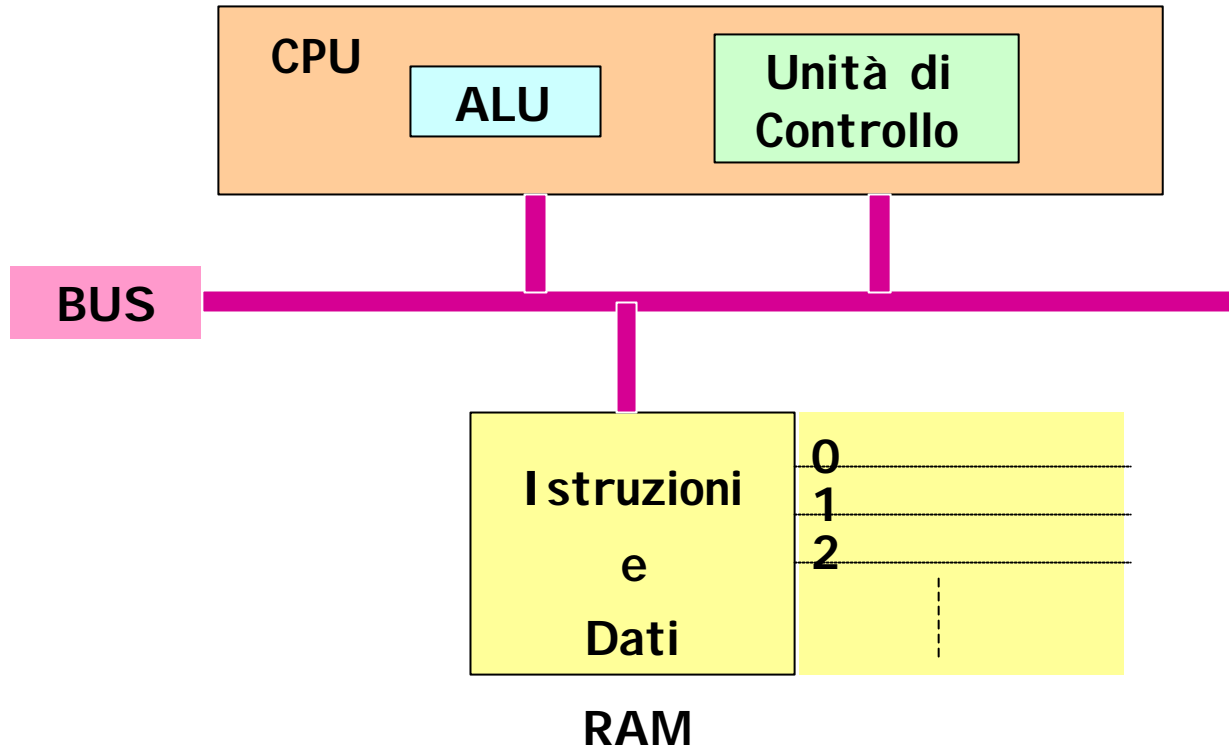 CPU
ALU
Unità di
Controllo
BUS
Istruzioni
e
Dati
0
1
2
RAM